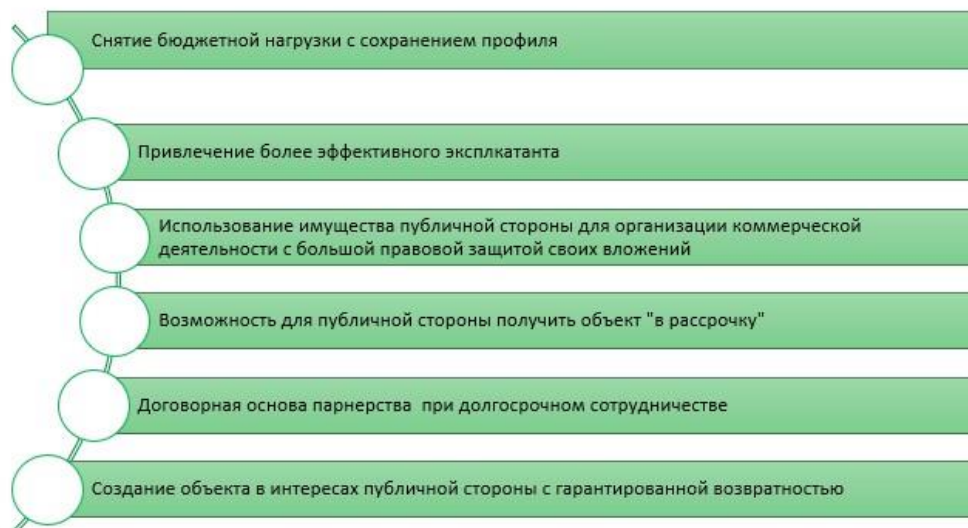 Снятие бюджетной нагрузки с сохранением профиля
Привлечение более эффективного эксплкатанта
Использование имущества публичной стороны для организации коммерческой
деятельности с большой правовой защитой своих вложений
Возможность для публичной стороны получить объект "в рассрочку"
Договорная основа парнерства при долгосрочном сотрудничестве
Создание объекта в интересах публичной стороны с гарантированной возвратностью